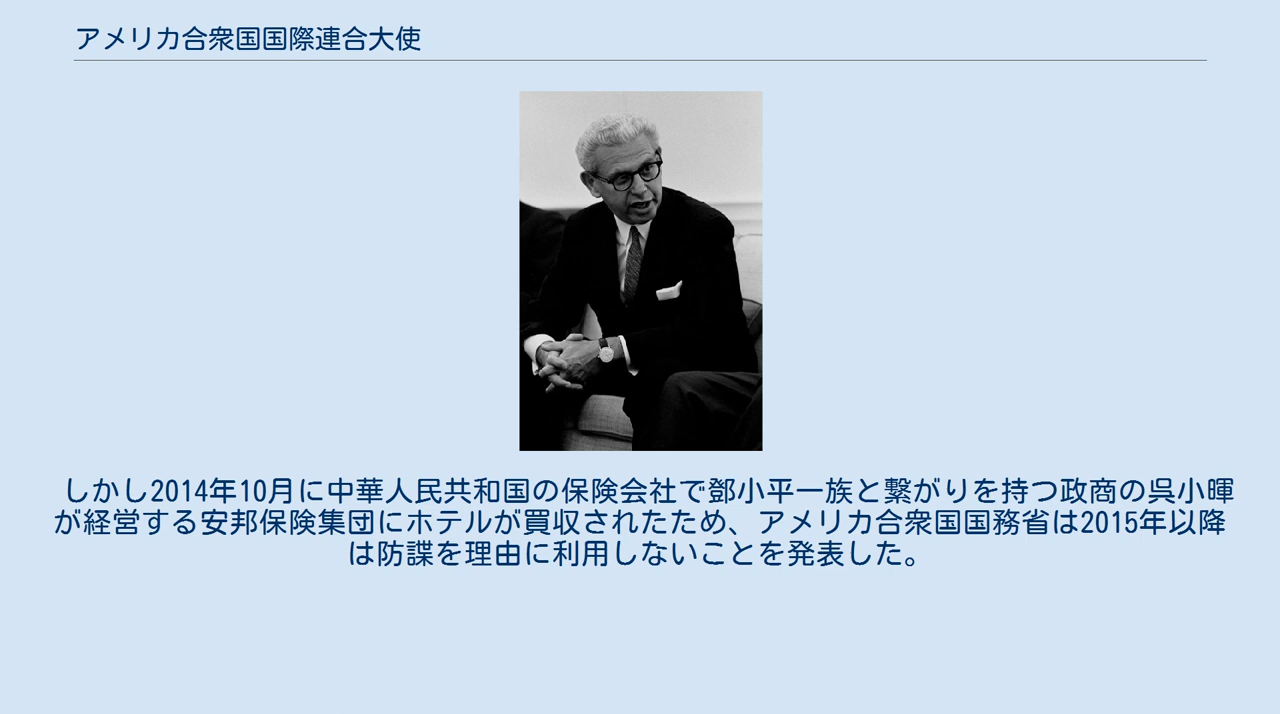 アメリカ合衆国国際連合大使
しかし2014年10月に中華人民共和国の保険会社で鄧小平一族と繋がりを持つ政商の呉小暉
が経営する安邦保険集団にホテルが買収されたため、アメリカ合衆国国務省は2015年以降
は防諜を理由に利用しないことを発表した。